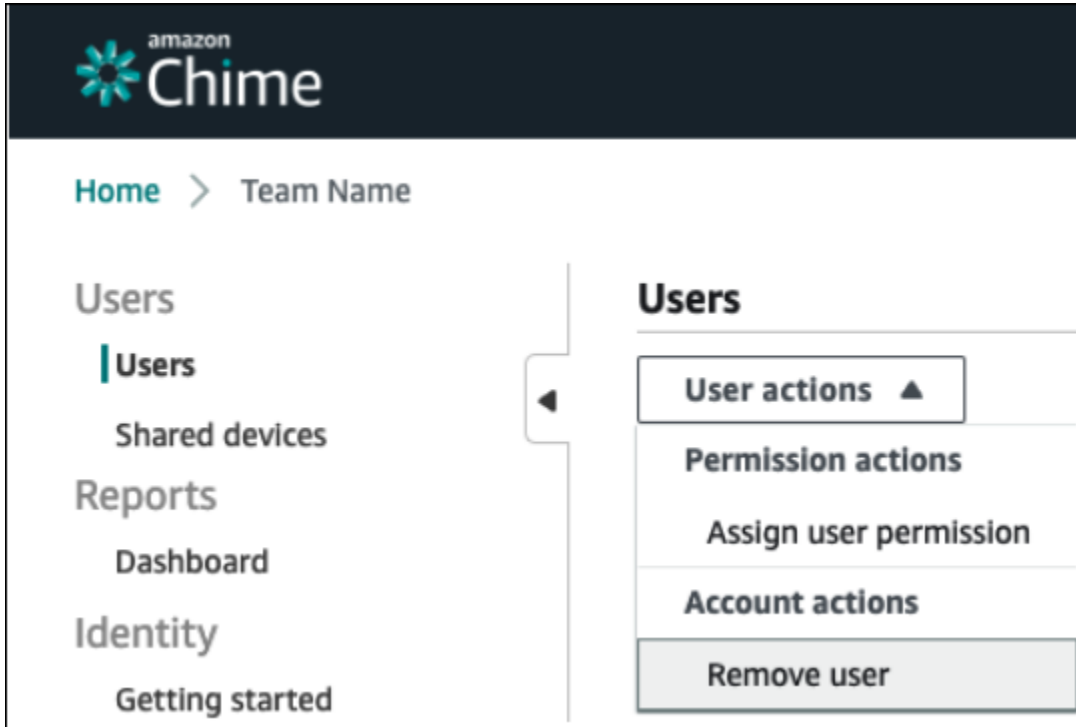 amazon
Chime
Home > Team Name
Users
Users
Shared devices
Reports
Dashboard
Identity
Getting started
Users
User actions ▲
Permission actions
Assign user permission
Account actions
Remove user